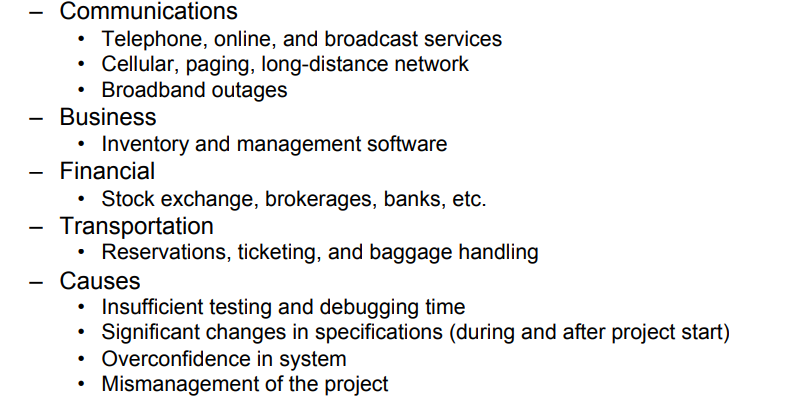 – Communications
• Telephone, online, and broadcast services
• Cellular, paging, long-distance network
• Broadband outages
– Business
• Inventory and management software
– Financial
• Stock exchange, brokerages, banks, etc.
– Transportation
• Reservations, ticketing, and baggage handling
– Causes
• Insufficient testing and debugging time
• Significant changes in specifications (during and after project start)
• Overconfidence in system
• Mismanagement of the project